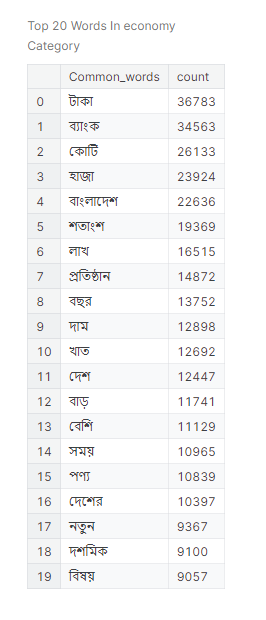 Top 20 Words In economy
Category
Common_words count
0 টাকা 36783
1 ব্যাংক 34563
2 কোটি 26133
3 হাজা 23924
4 বাংলাদেশ 22636
5 শতাংশ 19369
6 লাখ 16515
7 প্রতিষ্ঠান 14872
8 বছর 13752
9 দাম 12898
10 খাত 12692
11 দেশ 12447
12 বাড় 11741
13 বেশি 11129
14 সময় 10965
15 পণ্য 10839
16 দেশের 10397
17 নতুন 9367
18 দশমিক 9100
19 বিষয় 9057